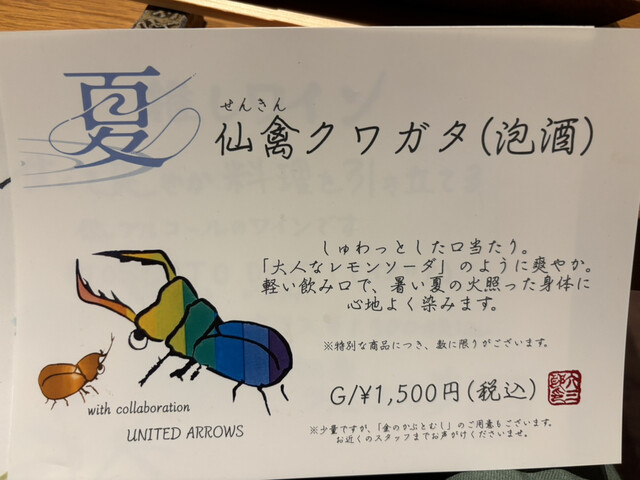 夏
せんきん
仙禽クワガタ(泡酒)
しゅわっとした口当たり。
「大人なレモンソーダ」のように爽やか。
軽い飲み口で、暑い夏の火照った身体に
心地よく染みます。
※特別な商品につき、数に限りがございます。
G/¥1,500円(税込)
with collaboration
UNITED ARROWS
※少量ですが、「金のかぶとむし」のご用意もございます。
お近くのスタッフまでお声がけくださいませ。